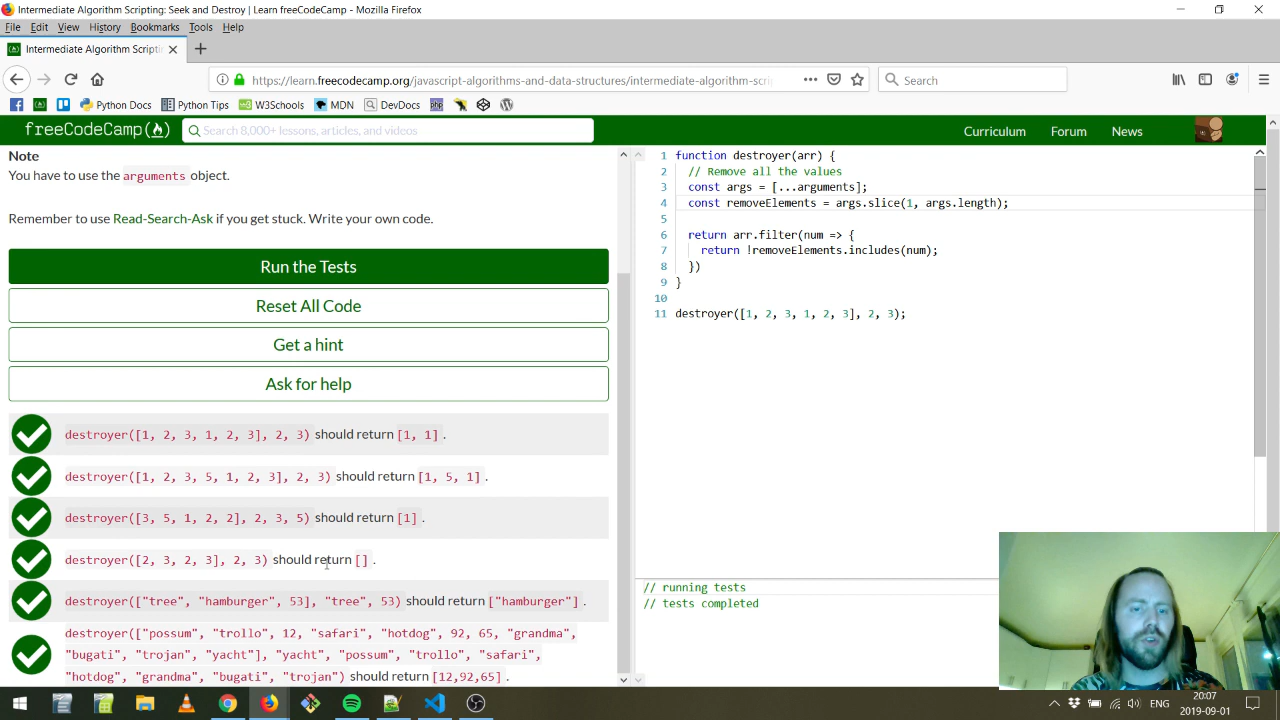 Intermediate Algorithm Scripting: Seek and Destroy | Learn freeCodeCamp - Mozilla Firefox
File Edit View History Bookmarks Tools Help
Intermediate Algorithm Scriptin
https://learn.freecodecamp.org/javascript-algorithms-and-data-structures/intermediate-algorithm-scri
Search
Python Docs Python Tips W3Schools MDN DevDocs
freeCodeCamp Search 8,000+ lessons, articles, and videos Curriculum Forum News
Note
You have to use the arguments object.
Remember to use Read-Search-Ask if you get stuck. Write your own code.
Run the Tests
Reset All Code
Get a hint
Ask for help
destroyer([1, 2, 3, 1, 2, 3], 2, 3) should return [1, 1].
destroyer([1, 2, 3, 5, 1, 2, 3], 2, 3) should return [1, 5, 1].
destroyer([3, 5, 1, 2, 2], 2, 3, 5) should return [1].
destroyer([2, 3, 2, 3], 2, 3) should return [].
destroyer(["tree", "hamburger", 53], "tree", 53) should return ["hamburger"].
destroyer(["possum", "trollo", 12, "safari", "hotdog", 92, 65, "grandma",
"bugati", "trojan", "yacht"], "yacht", "possum", "trollo", "safari",
"hotdog", "grandma", "bugati", "trojan") should return [12,92,65].
1 function destroyer(arr) {
2 // Remove all the values
3 const args = [...arguments];
4 const removeElements = args.slice(1, args.length);
5
6 return arr.filter(num => {
7 return !removeElements.includes(num);
8 })
9 }
10
11 destroyer([1, 2, 3, 1, 2, 3], 2, 3);
// running tests
// tests completed
ENG
20:07
2019-09-01